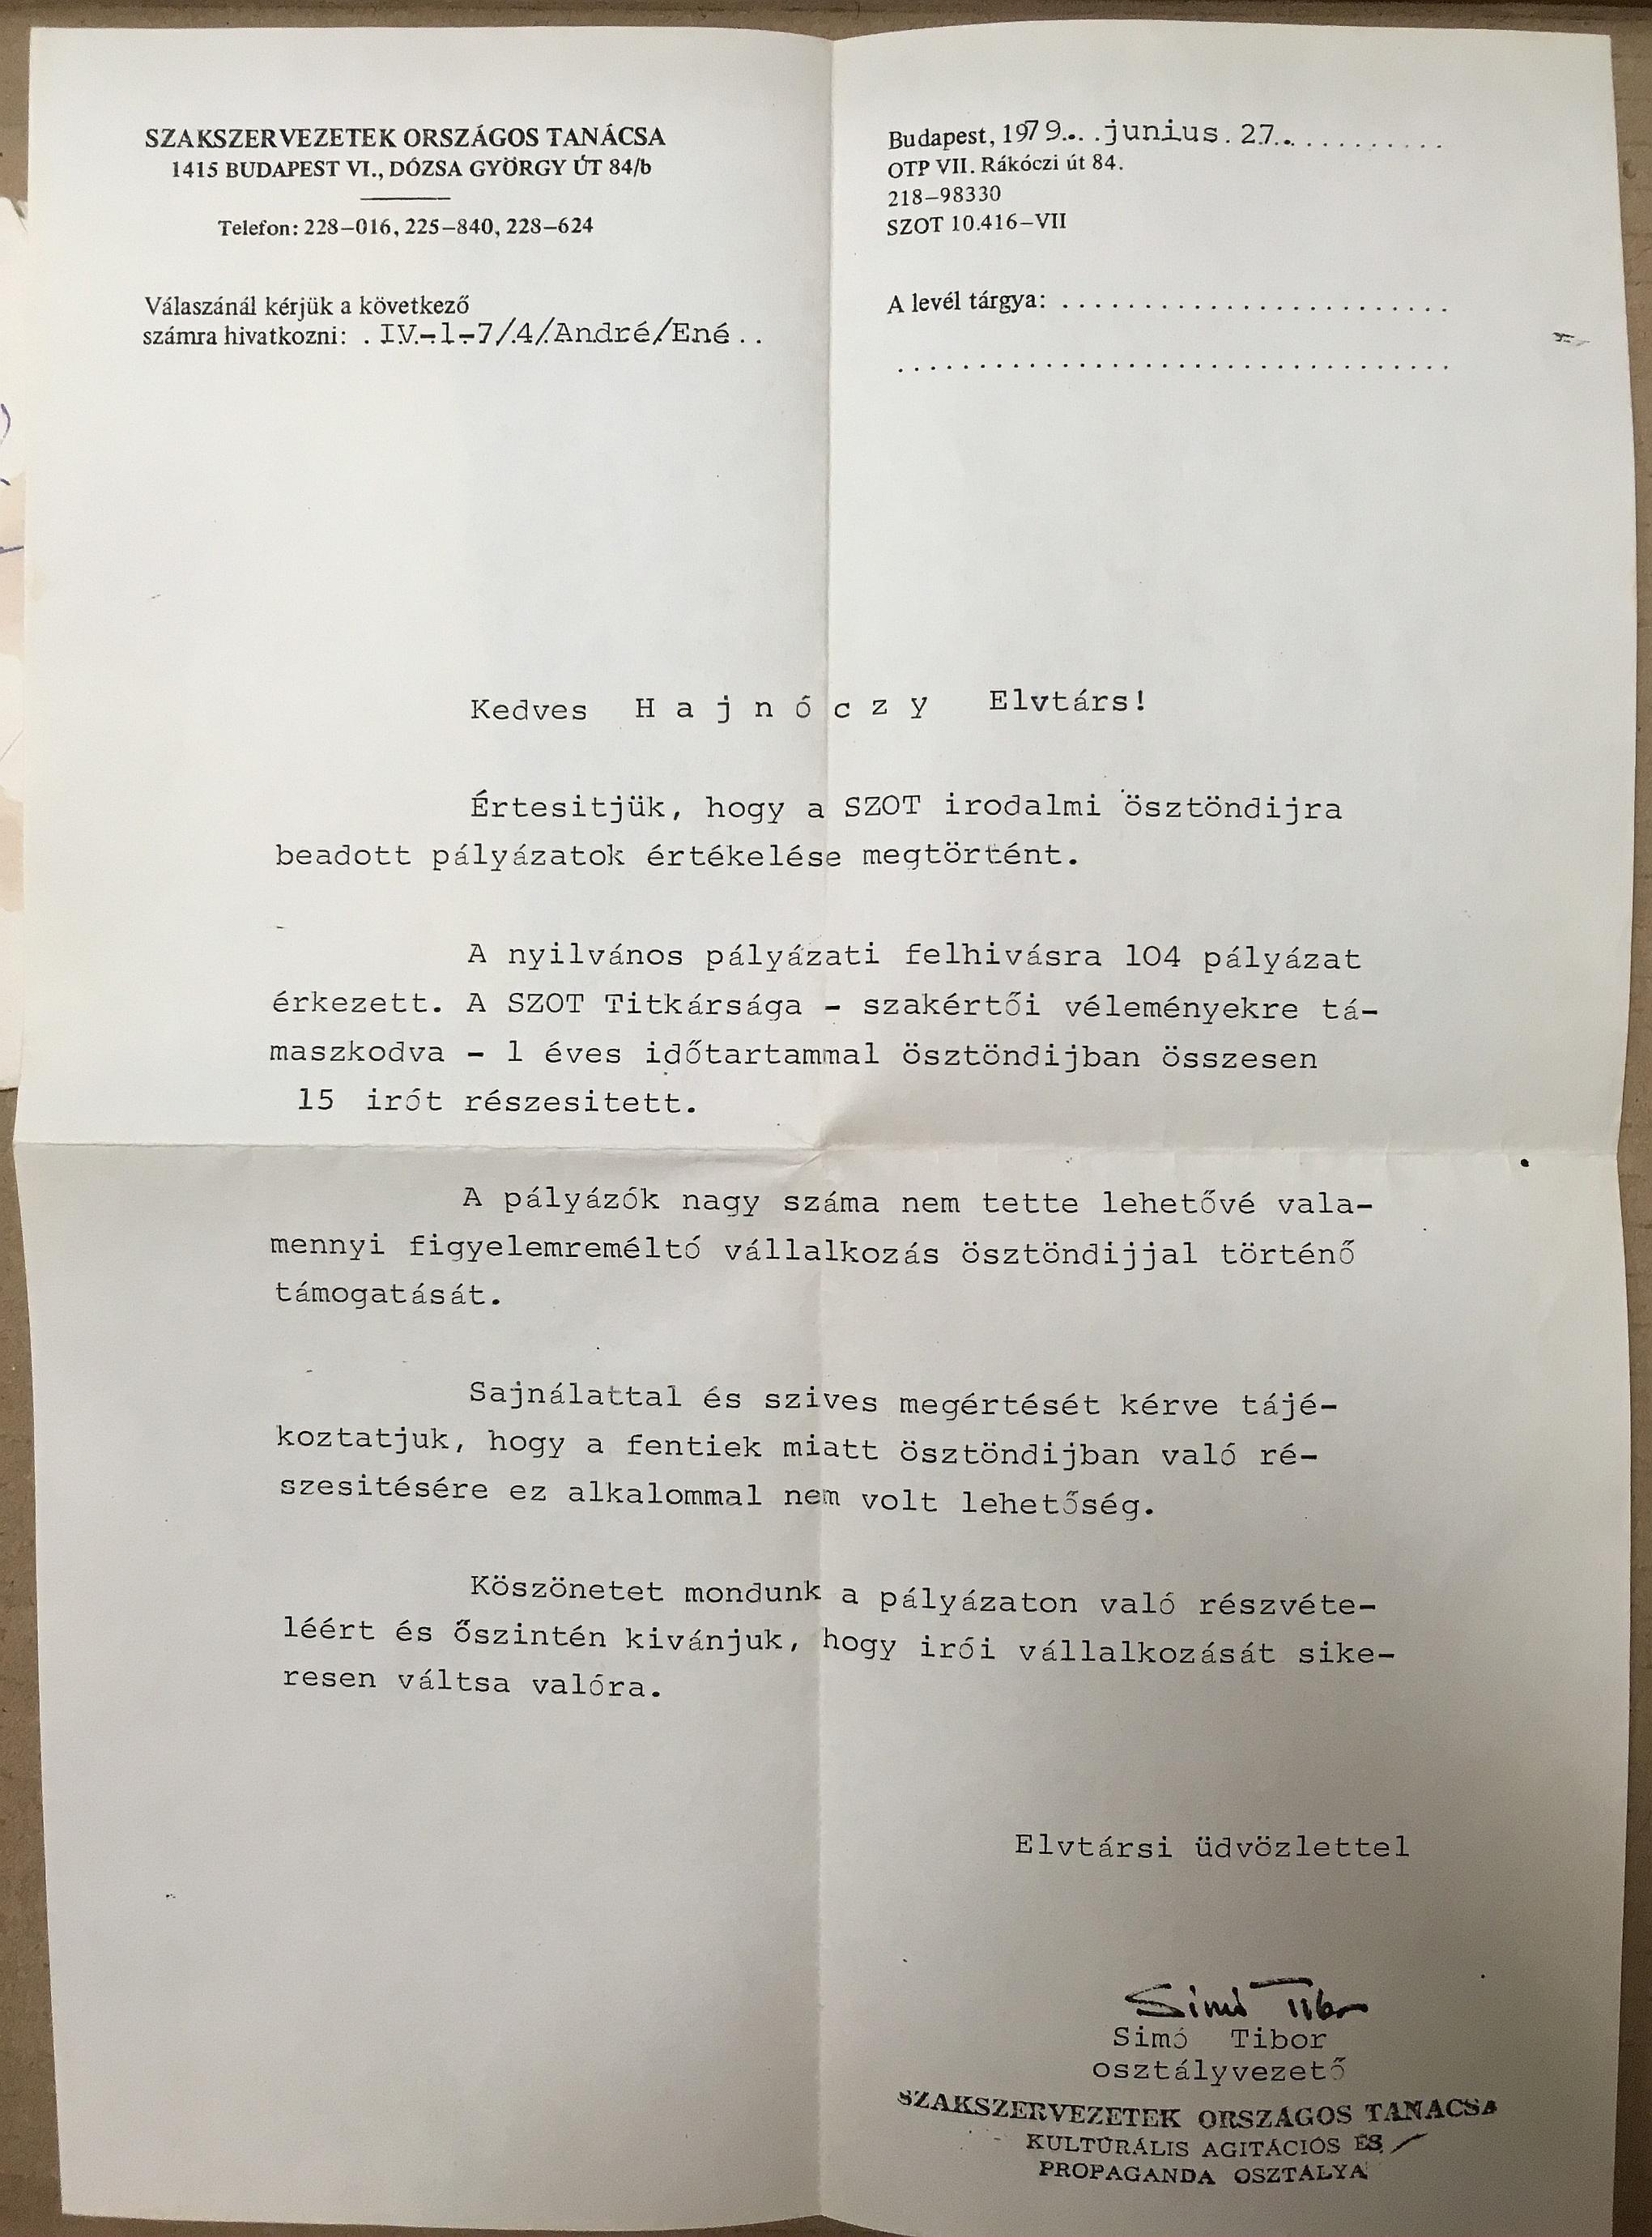 SZAKSZERVEZETEK ORSZÁGOS TANÁCSA
1415 BUDAPEST VI., DÓZSA GYÖRGY ÚT 84/b
Telefon: 228–016, 225–840, 228–624
Válaszánál kérjük a következő
számra hivatkozni: . IV.-1-7/.4/.André/Ené . .
Budapest, 1979... .junius. 27............
OTP VII. Rákóczi út 84.
218–98330
SZOT 10.416–VII
A levél tárgya: .........................
...................................
Kedves H a j n ó c z y Elvtárs!
Értesitjük, hogy a SZOT irodalmi ösztöndijra
beadott pályázatok értékelése megtörtént.
A nyilvános pályázati felhivásra 104 pályázat
érkezett. A SZOT Titkársága - szakértői véleményekre tá-
maszkodva - 1 éves időtartammal ösztöndijban összesen
15 irót részesitett.
A pályázók nagy száma nem tette lehetővé vala-
mennyi figyelemreméltó vállalkozás ösztöndijjal történő
támogatását.
Sajnálattal és szives megértését kérve tájé-
koztatjuk, hogy a fentiek miatt ösztöndijban való ré-
szesitésére ez alkalommal nem volt lehetőség.
Köszönetet mondunk a pályázaton való részvéte-
léért és őszintén kivánjuk, hogy irói vállalkozását sike-
resen váltsa valóra.
Elvtársi üdvözlettel
Simó Tibor
Simó Tibor
osztályvezető
SZAKSZERVEZETEK ORSZÁGOS TANÁCSA
KULTURÁLIS AGITÁCIÓS ÉS
PROPAGANDA OSZTÁLYA